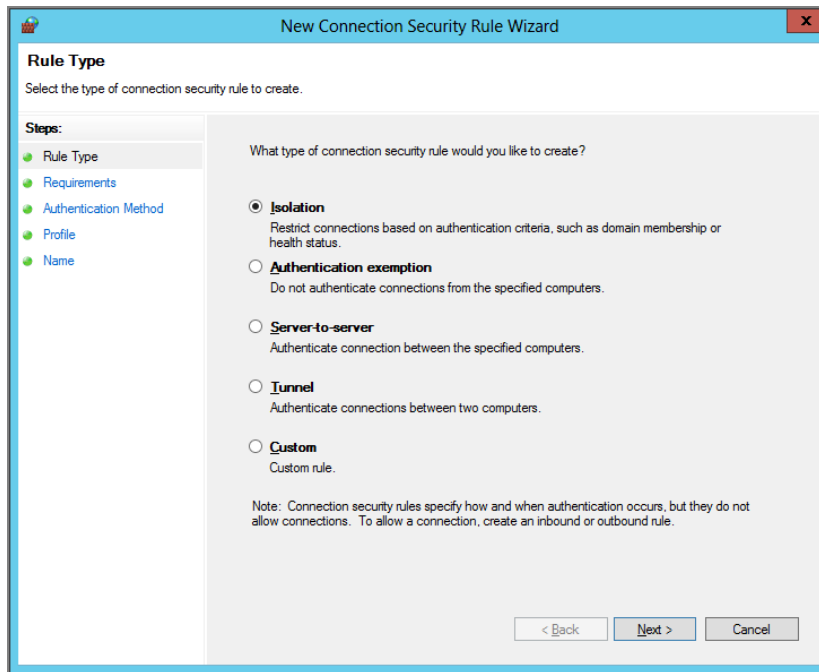 New Connection Security Rule Wizard
x
Rule Type
Select the type of connection security rule to create.
Steps:
Rule Type
Requirements
Authentication Method
Profile
Name
What type of connection security rule would you like to create?
Isolation
Restrict connections based on authentication criteria, such as domain membership or
health status.
Authentication exemption
Do not authenticate connections from the specified computers.
Server-to-server
Authenticate connection between the specified computers.
Tunnel
Authenticate connections between two computers.
Custom
Custom rule.
Note: Connection security rules specify how and when authentication occurs, but they do not
allow connections. To allow a connection, create an inbound or outbound rule.
< Back
Next >
Cancel